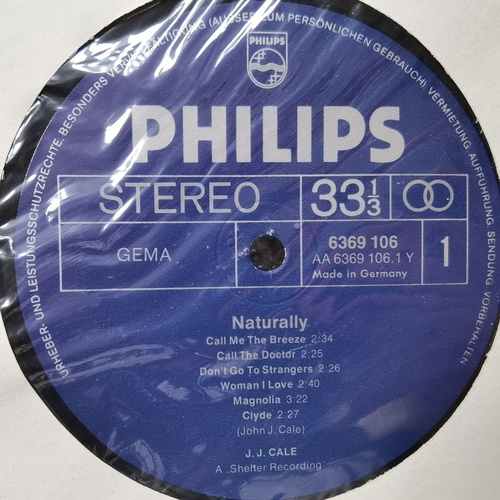 URHEBER- UND LEISTUNGSSCHUTZRECHTE, BESONDERS VERVIELFÄLTIGUNG (AUSSER ZUM PERSÖNLICHEN GEBRAUCH) VERMIETUNG AUFFÜHRUNG SENDUNG VORBEHALTEN
PHILIPS
PHILIPS
STEREO 33 1/3
GEMA
6369 106
AA 6369 106.1 Y
Made in Germany
1
Naturally
Call Me The Breeze 2:34
Call The Doctor 2:25
Don't Go To Strangers 2:26
Woman I Love 2:40
Magnolia 3:22
Clyde 2:27
(John J. Cale)
J. J. CALE
A .Shelter Recording